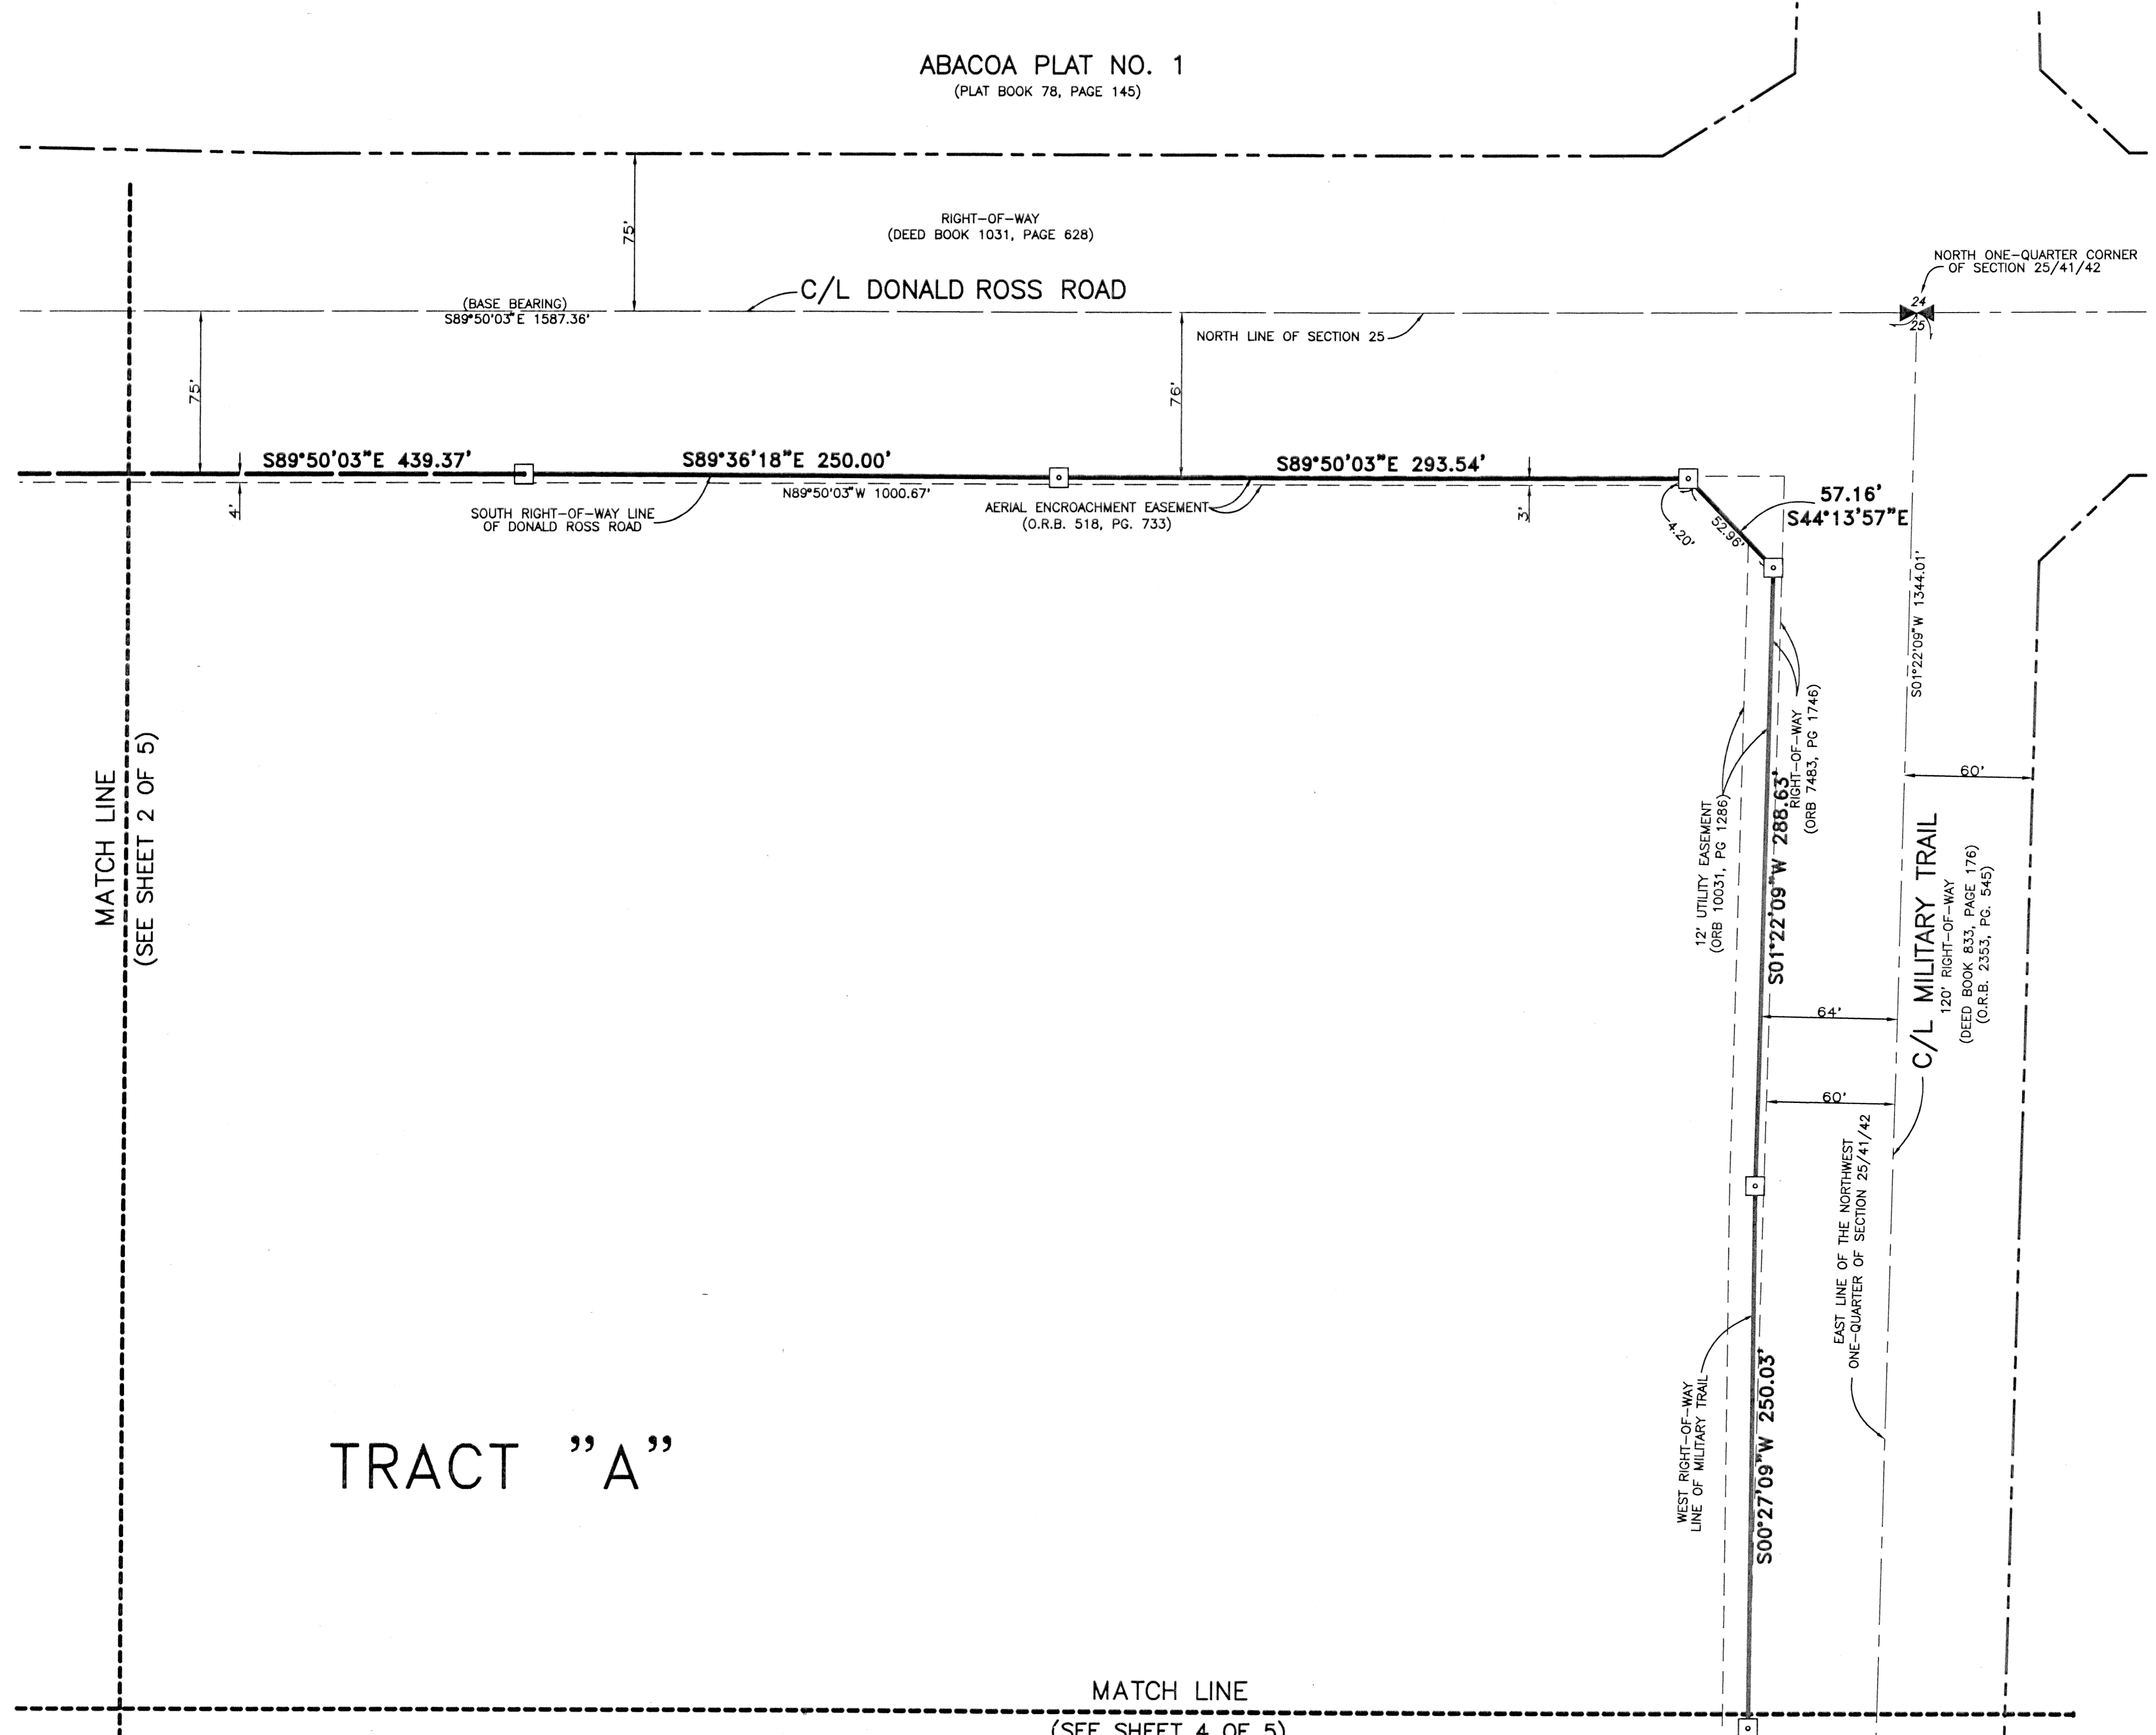 ABACOA PLAT NO. 1
(PLAT BOOK 78, PAGE 145)
75'
RIGHT-OF-WAY
(DEED BOOK 1031, PAGE 628)
NORTH ONE-QUARTER CORNER
OF SECTION 25/41/42
C/L DONALD ROSS ROAD
(BASE BEARING)
S89°50'03"E 1587.36'
24
25
NORTH LINE OF SECTION 25
75'
76'
S89°50'03"E 439.37'
S89°36'18"E 250.00'
S89°50'03"E 293.54'
N89°50'03"W 1000.67'
4'
SOUTH RIGHT-OF-WAY LINE
OF DONALD ROSS ROAD
AERIAL ENCROACHMENT EASEMENT
(O.R.B. 518, PG. 733)
3'
57.16'
S44°13'57"E
4.20'
52.96'
S01°22'09"W 1344.01'
MATCH LINE
(SEE SHEET 2 OF 5)
RIGHT-OF-WAY
(ORB 7483, PG 1746)
12' UTILITY EASEMENT
(ORB 10031, PG 1286)
S01°22'09"W 288.63'
60'
C/L MILITARY TRAIL
120' RIGHT-OF-WAY
(DEED BOOK 833, PAGE 176)
(O.R.B. 2353, PG. 545)
64'
60'
EAST LINE OF THE NORTHWEST
ONE-QUARTER OF SECTION 25/41/42
WEST RIGHT-OF-WAY
LINE OF MILITARY TRAIL
S00°27'09"W 250.03'
TRACT "A"
MATCH LINE
(SEE SHEET 4 OF 5)